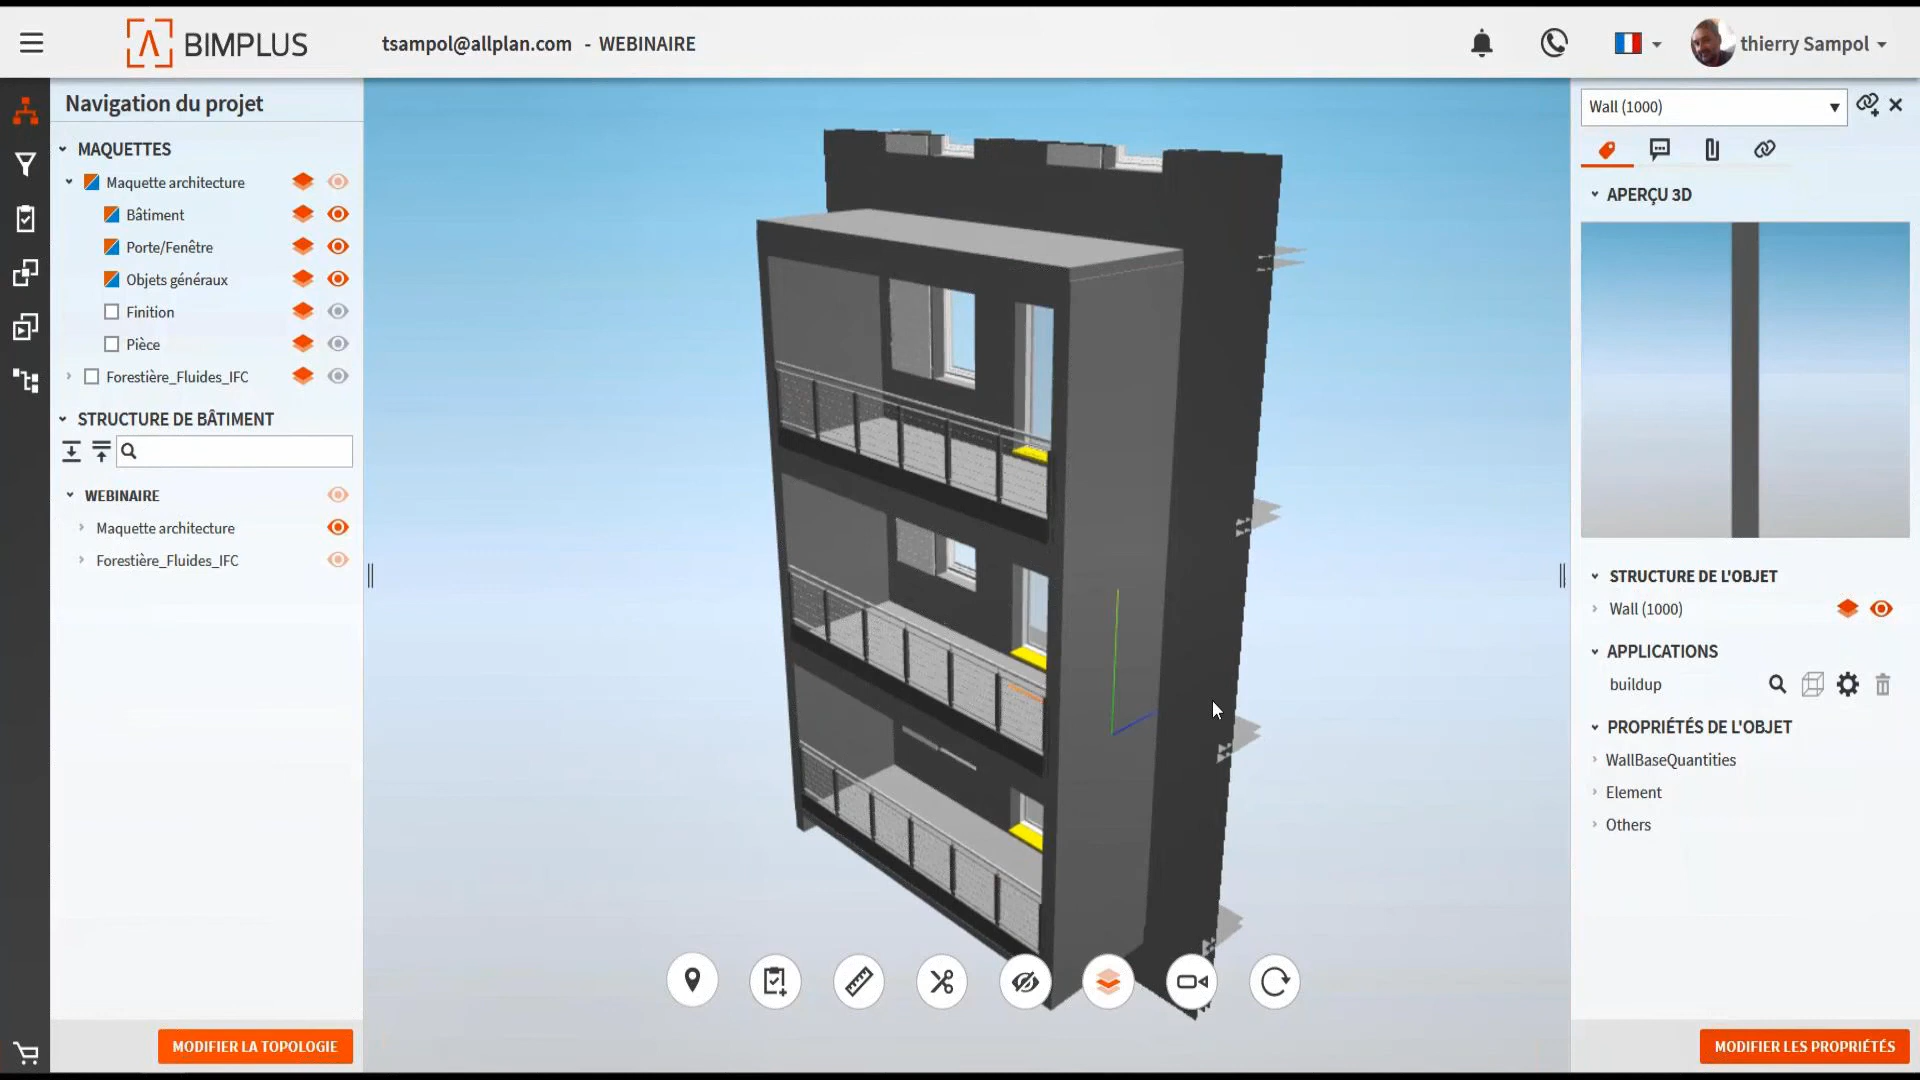 BIMPLUS
tsampol@allplan.com - WEBINAIRE
thierry Sampol
Navigation du projet
MAQUETTES
Maquette architecture
Bâtiment
Porte/Fenêtre
Objets généraux
Finition
Pièce
Forestière_Fluides_IFC
STRUCTURE DE BÂTIMENT
WEBINAIRE
Maquette architecture
Forestière_Fluides_IFC
MODIFIER LA TOPOLOGIE
Wall (1000)
APERÇU 3D
STRUCTURE DE L'OBJET
Wall (1000)
APPLICATIONS
buildup
PROPRIÉTÉS DE L'OBJET
WallBaseQuantities
Element
Others
MODIFIER LES PROPRIÉTÉS